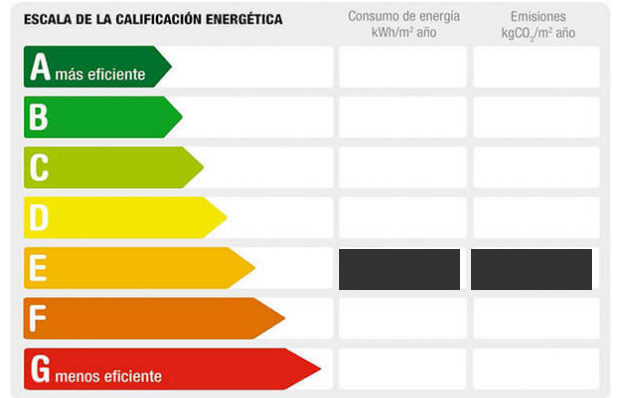 ESCALA DE LA CALIFICACIÓN ENERGÉTICA
Consumo de energía
kWh/m² año
Emisiones
kgCO₂/m² año
A más eficiente
B
C
D
E
F
G menos eficiente